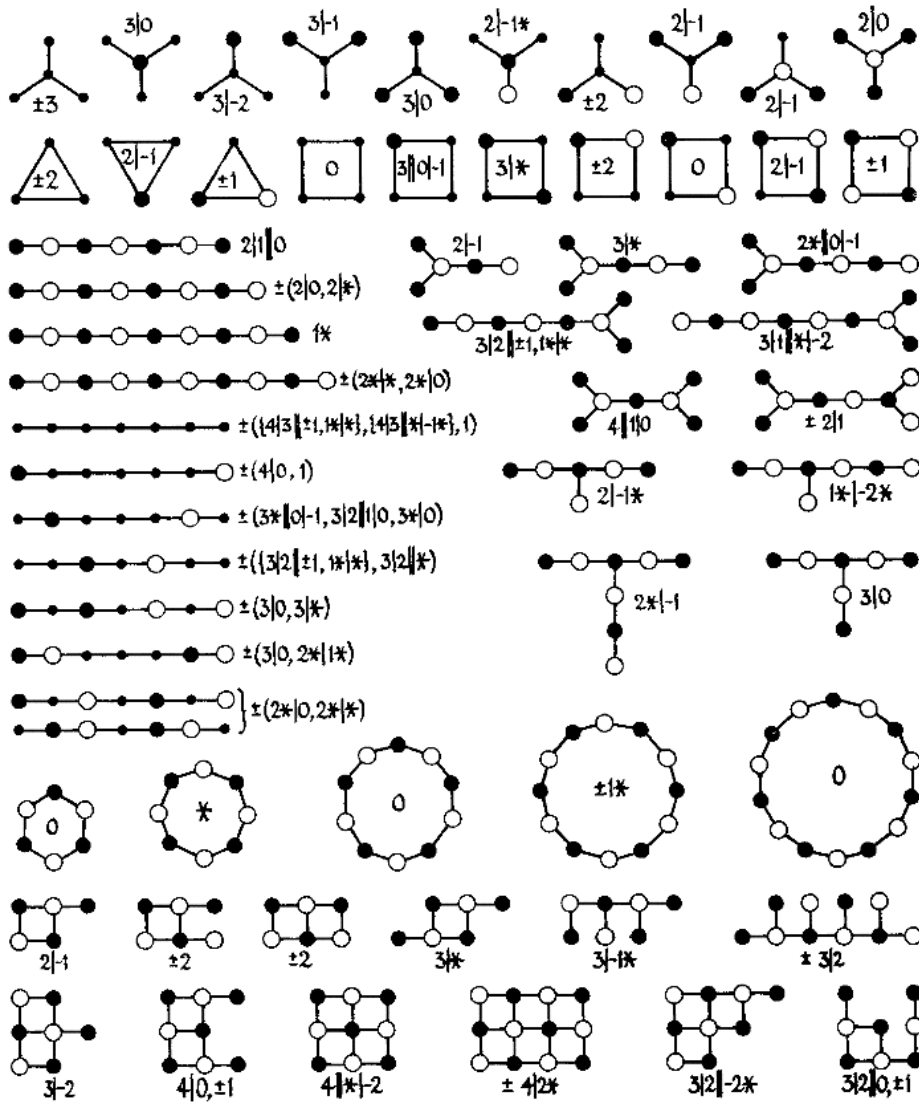 ±3 3|0 3|-2 3|-1 3|0 2|-1* ±2 2|-1 2|-1 2|0
±2 2|-1 ±1 0 3‖0|-1 3|* ±2 0 2|-1 ±1
2|1‖0 2|-1 3|* 2*‖0|-1
±(2|0,2|*)
1* 3|2‖±1,1*|* 3|1‖*|-2
±(2*|*,2*|0)
±({4|3‖±1,1*|*},{4|3‖*|-1*},1) 4‖1|0 ±2|1
±(4|0,1) 2|-1* 1*|-2*
±(3*‖0|-1,3|2‖1|0,3*|0)
±({3|2‖±1,1*|*},3|2‖*)
±(3|0,3|*) 2*|-1 3|0
±(3|0,2*|1*)
±(2*|0,2*|*)
0 * 0 ±1* 0
2|-1 ±2 ±2 3|* 3|-1* ± 3|2
3|-2 4|0,±1 4‖*|-2 ± 4|2* 3|2‖-2* 3|2‖0,±1